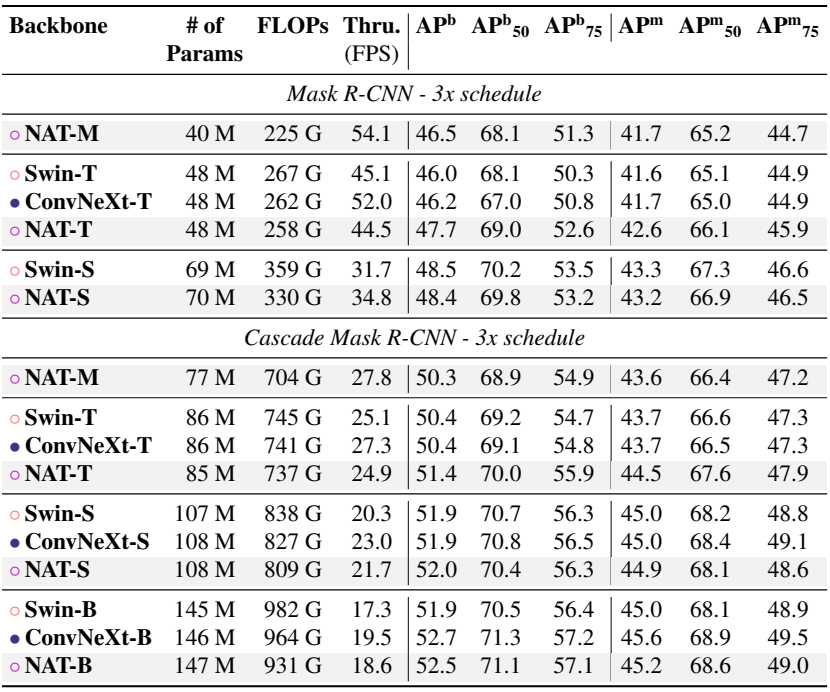 Backbone # of FLOPs Thru. APᵇ APᵇ₅₀ APᵇ₇₅ APᵐ APᵐ₅₀ APᵐ₇₅
Params (FPS)
Mask R-CNN - 3x schedule
○ NAT-M 40 M 225 G 54.1 46.5 68.1 51.3 41.7 65.2 44.7
○ Swin-T 48 M 267 G 45.1 46.0 68.1 50.3 41.6 65.1 44.9
● ConvNeXt-T 48 M 262 G 52.0 46.2 67.0 50.8 41.7 65.0 44.9
○ NAT-T 48 M 258 G 44.5 47.7 69.0 52.6 42.6 66.1 45.9
○ Swin-S 69 M 359 G 31.7 48.5 70.2 53.5 43.3 67.3 46.6
○ NAT-S 70 M 330 G 34.8 48.4 69.8 53.2 43.2 66.9 46.5
Cascade Mask R-CNN - 3x schedule
○ NAT-M 77 M 704 G 27.8 50.3 68.9 54.9 43.6 66.4 47.2
○ Swin-T 86 M 745 G 25.1 50.4 69.2 54.7 43.7 66.6 47.3
● ConvNeXt-T 86 M 741 G 27.3 50.4 69.1 54.8 43.7 66.5 47.3
○ NAT-T 85 M 737 G 24.9 51.4 70.0 55.9 44.5 67.6 47.9
○ Swin-S 107 M 838 G 20.3 51.9 70.7 56.3 45.0 68.2 48.8
● ConvNeXt-S 108 M 827 G 23.0 51.9 70.8 56.5 45.0 68.4 49.1
○ NAT-S 108 M 809 G 21.7 52.0 70.4 56.3 44.9 68.1 48.6
○ Swin-B 145 M 982 G 17.3 51.9 70.5 56.4 45.0 68.1 48.9
● ConvNeXt-B 146 M 964 G 19.5 52.7 71.3 57.2 45.6 68.9 49.5
○ NAT-B 147 M 931 G 18.6 52.5 71.1 57.1 45.2 68.6 49.0